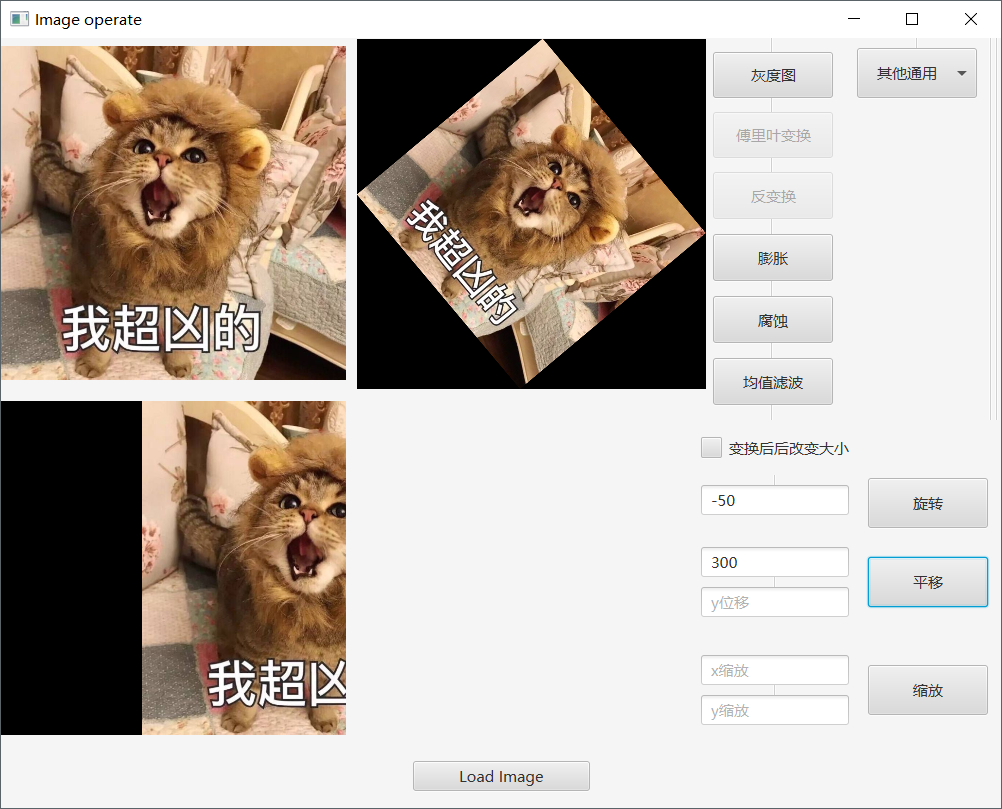 Image operate
我超凶的
我超凶的
灰度图
其他通用
傅里叶变换
反变换
膨胀
腐蚀
均值滤波
变换后后改变大小
-50
旋转
300
平移
y位移
我超凶
x缩放
缩放
y缩放
Load Image